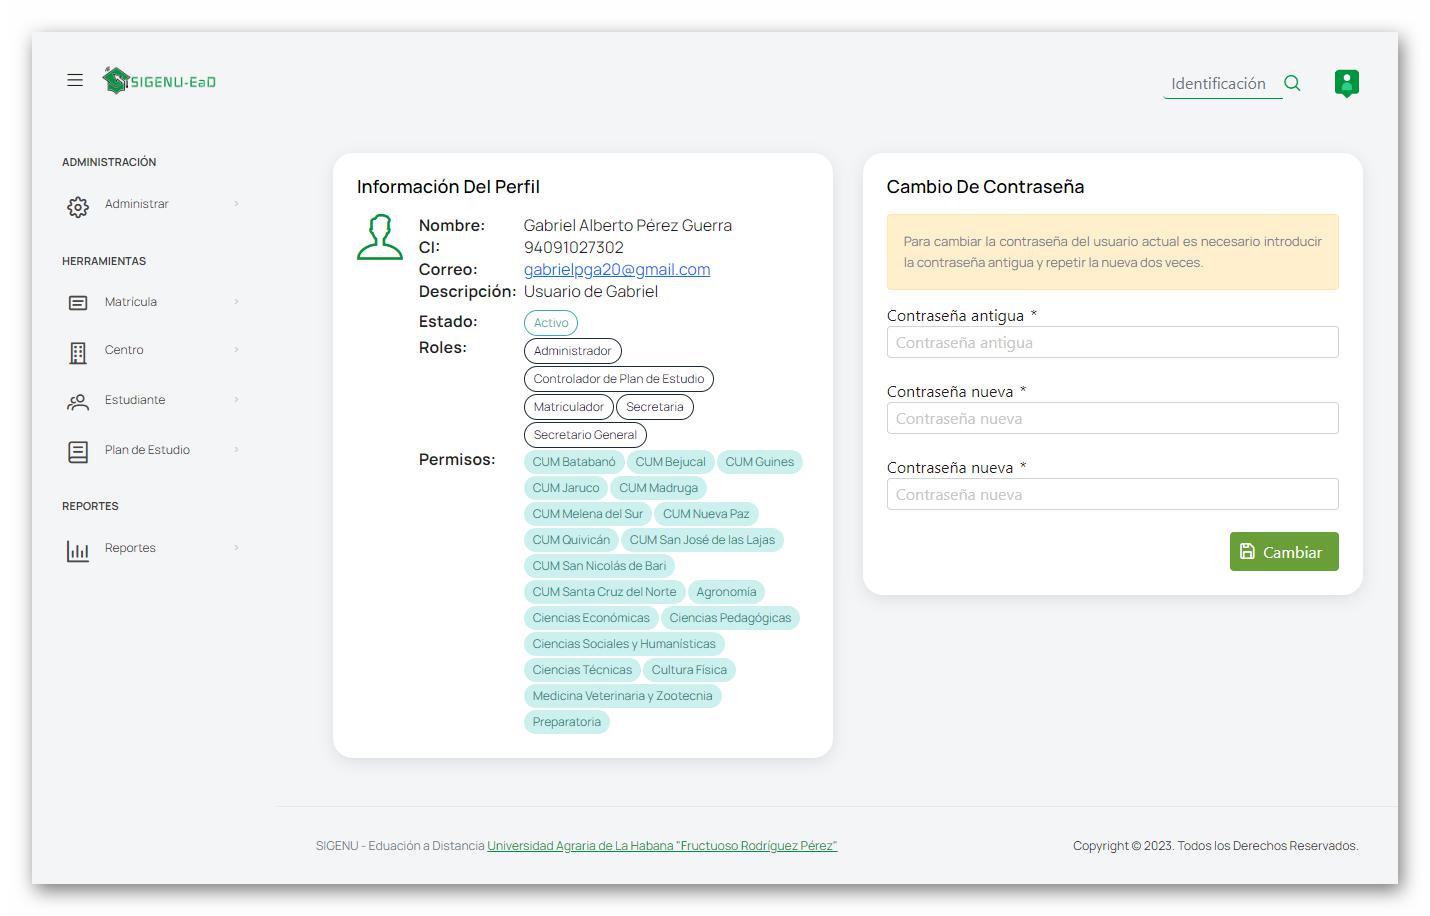 SIGENU-EaD
Identificación
ADMINISTRACIÓN
Administrar
HERRAMIENTAS
Matrícula
Centro
Estudiante
Plan de Estudio
REPORTES
Reportes
Información Del Perfil
Nombre: Gabriel Alberto Pérez Guerra
CI: 94091027302
Correo: gabrielpga20@gmail.com
Descripción: Usuario de Gabriel
Estado: Activo
Roles: Administrador
Controlador de Plan de Estudio
Matriculador Secretaria
Secretario General
Permisos: CUM Batabanó CUM Bejucal CUM Guines
CUM Jaruco CUM Madruga
CUM Melena del Sur CUM Nueva Paz
CUM Quivicán CUM San José de las Lajas
CUM San Nicolás de Bari
CUM Santa Cruz del Norte Agronomía
Ciencias Económicas Ciencias Pedagógicas
Ciencias Sociales y Humanísticas
Ciencias Técnicas Cultura Física
Medicina Veterinaria y Zootecnia
Preparatoria
Cambio De Contraseña
Para cambiar la contraseña del usuario actual es necesario introducir
la contraseña antigua y repetir la nueva dos veces.
Contraseña antigua *
Contraseña antigua
Contraseña nueva *
Contraseña nueva
Contraseña nueva *
Contraseña nueva
Cambiar
SIGENU - Eduación a Distancia Universidad Agraria de La Habana "Fructuoso Rodríguez Pérez"
Copyright © 2023. Todos los Derechos Reservados.